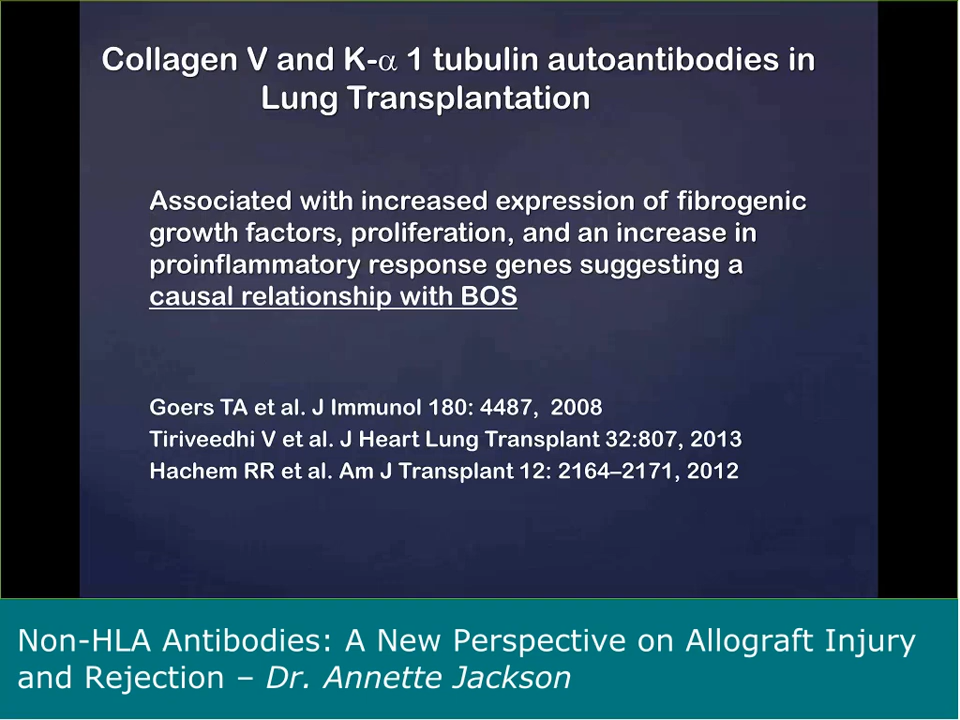 Collagen V and K-α 1 tubulin autoantibodies in
Lung Transplantation
Associated with increased expression of fibrogenic
growth factors, proliferation, and an increase in
proinflammatory response genes suggesting a
causal relationship with BOS
Goers TA et al. J Immunol 180: 4487, 2008
Tiriveedhi V et al. J Heart Lung Transplant 32:807, 2013
Hachem RR et al. Am J Transplant 12: 2164–2171, 2012
Non-HLA Antibodies: A New Perspective on Allograft Injury
and Rejection – Dr. Annette Jackson